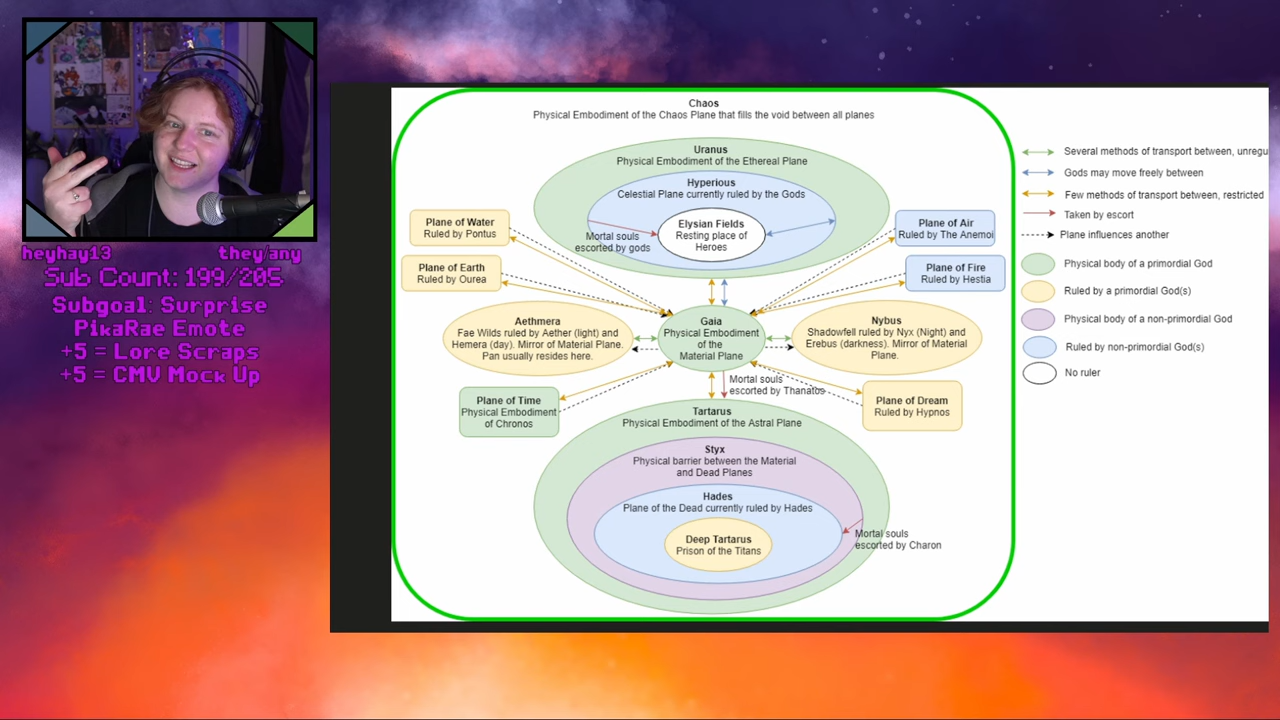 heyhay13 they/any
Sub Count: 199/205
Subgoal: Surprise
PikaRae Emote
+5 = Lore Scraps
+5 = CMV Mock Up
Chaos
Physical Embodiment of the Chaos Plane that fills the void between all planes
Uranus
Physical Embodiment of the Ethereal Plane
Hyperious
Celestial Plane currently ruled by the Gods
Elysian Fields
Resting place of
Heroes
Mortal souls
escorted by gods
Plane of Water
Ruled by Pontus
Plane of Air
Ruled by The Anemoi
Plane of Earth
Ruled by Ourea
Plane of Fire
Ruled by Hestia
Aethmera
Fae Wilds ruled by Aether (light) and
Hemera (day). Mirror of Material Plane.
Pan usually resides here.
Gaia
Physical Embodiment
of the
Material Plane
Nybus
Shadowfell ruled by Nyx (Night) and
Erebus (darkness). Mirror of Material
Plane.
Mortal souls
escorted by Thanatos
Plane of Time
Physical Embodiment
of Chronos
Plane of Dream
Ruled by Hypnos
Tartarus
Physical Embodiment of the Astral Plane
Styx
Physical barrier between the Material
and Dead Planes
Hades
Plane of the Dead currently ruled by Hades
Deep Tartarus
Prison of the Titans
Mortal souls
escorted by Charon
Several methods of transport between, unregu
Gods may move freely between
Few methods of transport between, restricted
Taken by escort
Plane influences another
Physical body of a primordial God
Ruled by a primordial God(s)
Physical body of a non-primordial God
Ruled by non-primordial God(s)
No ruler